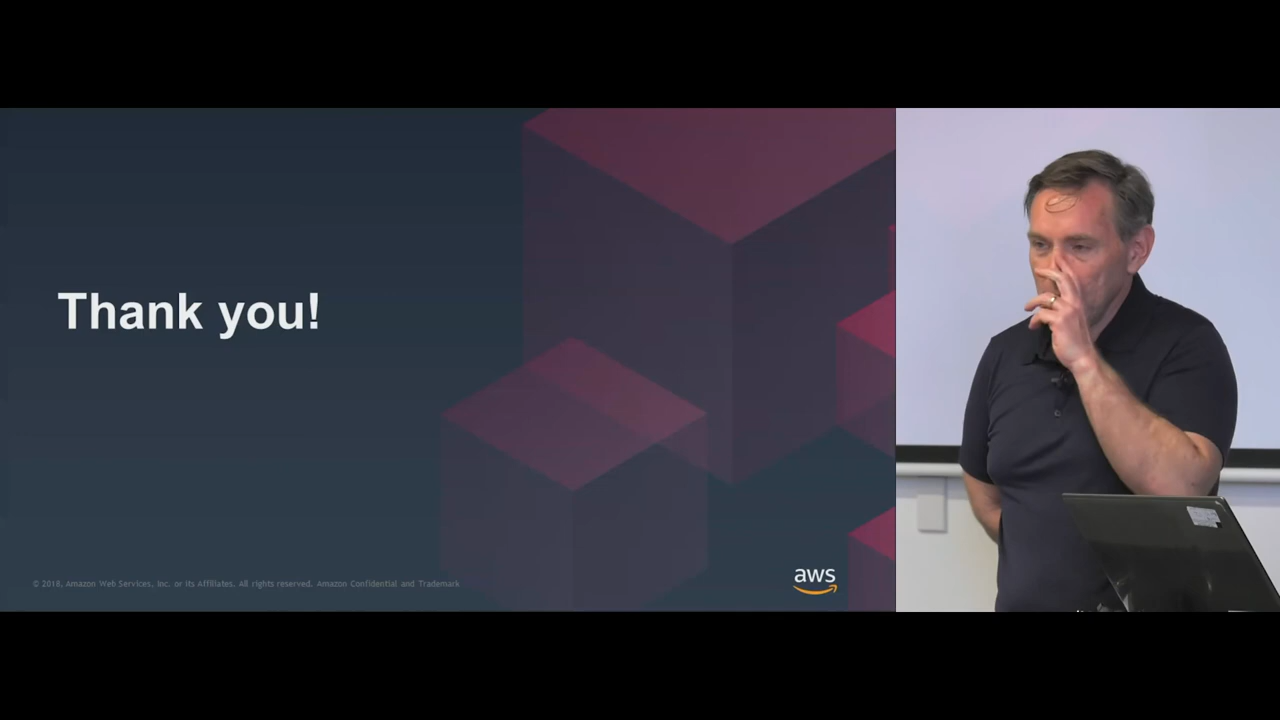 Thank you!
© 2018, Amazon Web Services, Inc. or its Affiliates. All rights reserved. Amazon Confidential and Trademark
aws